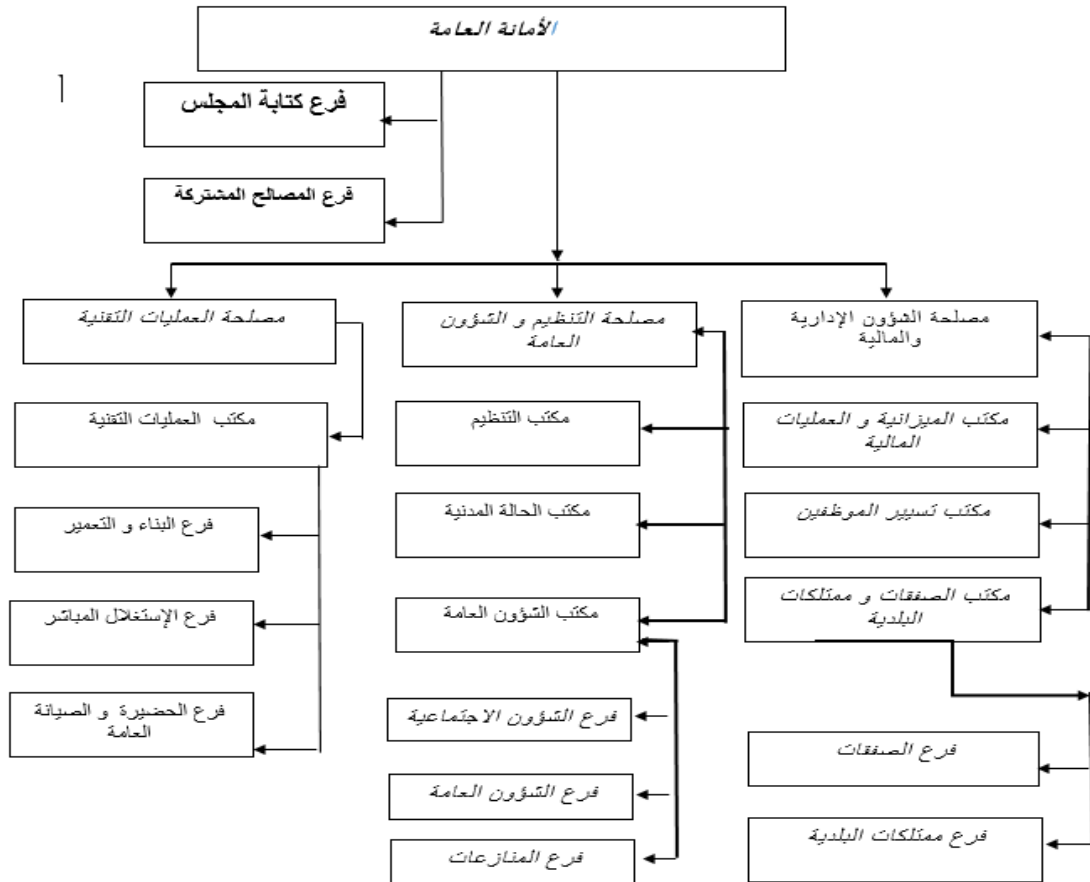 الأمانة العامة
أ
فرع كتابة المجلس
فرع المصالح المشتركة
مصلحة الشؤون الإدارية
والمالية
مصلحة التنظيم و الشؤون
العامة
مصلحة العمليات التقنية
مكتب الميزانية و العمليات
المالية
مكتب التنظيم
مكتب العمليات التقنية
مكتب تسيير الموظفين
مكتب الحالة المدنية
فرع البناء و التعمير
مكتب الصفقات و ممتلكات
البلدية
مكتب الشؤون العامة
فرع الإستغلال المباشر
فرع الصفقات
فرع الشؤون الاجتماعية
فرع الحضيرة و الصيانة
العامة
فرع ممتلكات البلدية
فرع الشؤون العامة
فرع المنازعات